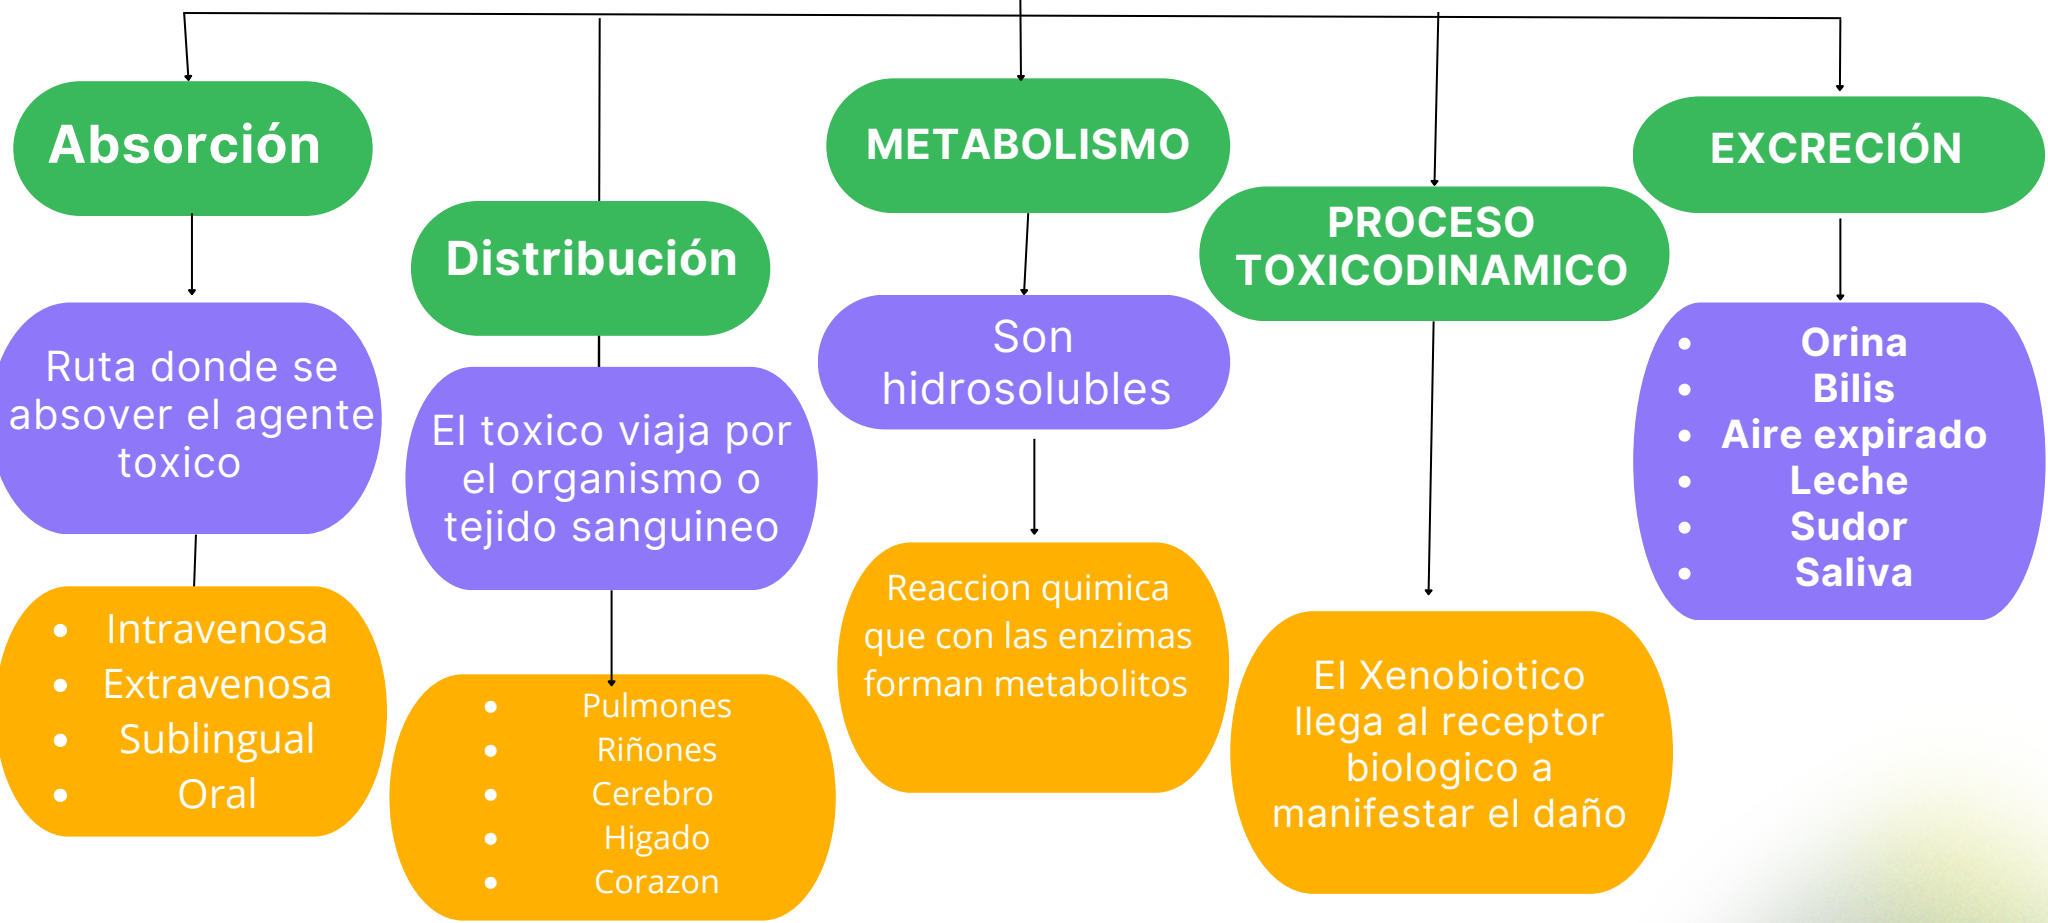 Absorción
Ruta donde se
absover el agente
toxico
Intravenosa
Extravenosa
Sublingual
Oral
Distribución
El toxico viaja por
el organismo o
tejido sanguineo
Pulmones
Riñones
Cerebro
Higado
Corazon
METABOLISMO
Son
hidrosolubles
Reaccion quimica
que con las enzimas
forman metabolitos
PROCESO
TOXICODINAMICO
El Xenobiotico
llega al receptor
biologico a
manifestar el daño
EXCRECIÓN
Orina
Bilis
Aire expirado
Leche
Sudor
Saliva